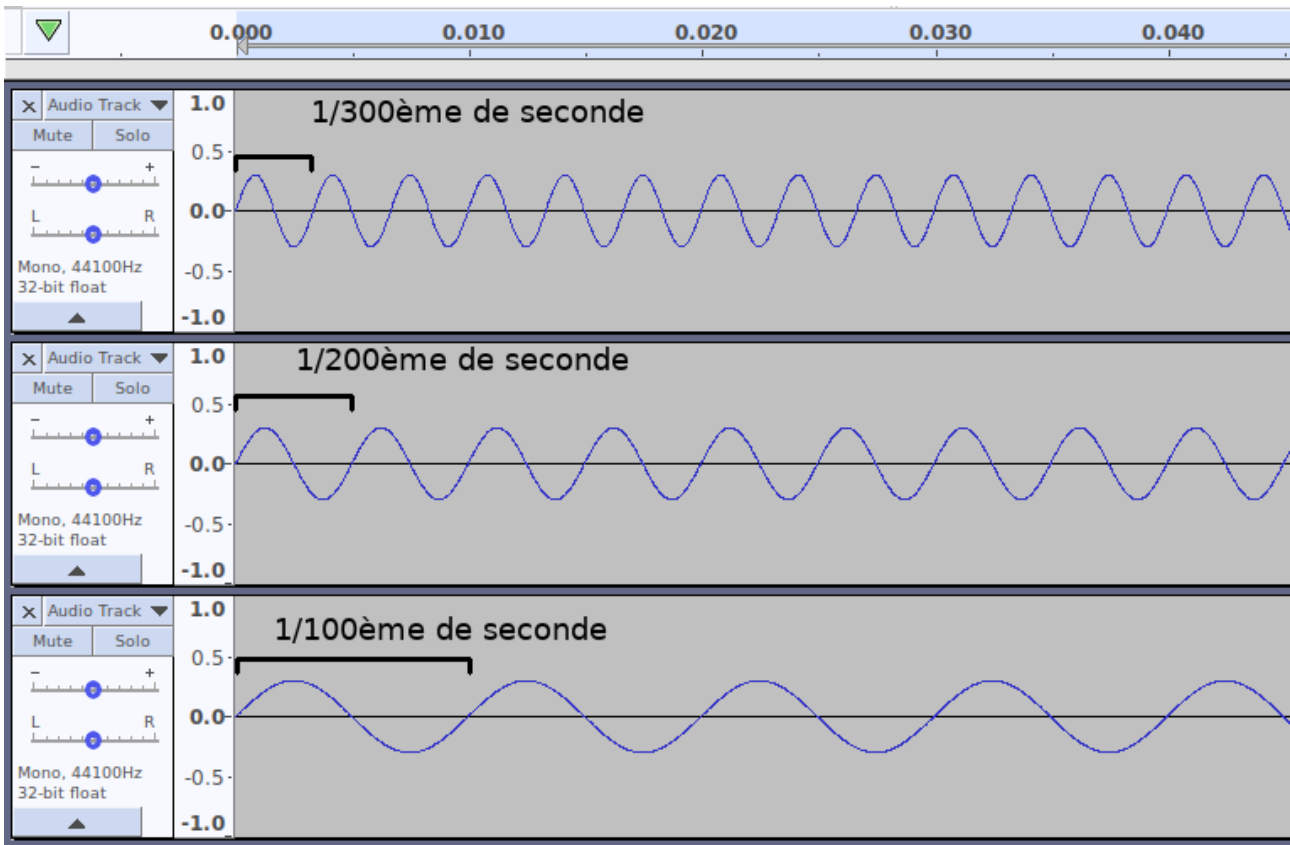 0.000 0.010 0.020 0.030 0.040
x Audio Track 1.0 1/300ème de seconde
Mute Solo 0.5
- +
L R 0.0
Mono, 44100Hz -0.5
32-bit float
-1.0
x Audio Track 1.0 1/200ème de seconde
Mute Solo 0.5
- +
L R 0.0
Mono, 44100Hz -0.5
32-bit float
-1.0
x Audio Track 1.0 1/100ème de seconde
Mute Solo 0.5
- +
L R 0.0
Mono, 44100Hz -0.5
32-bit float
-1.0